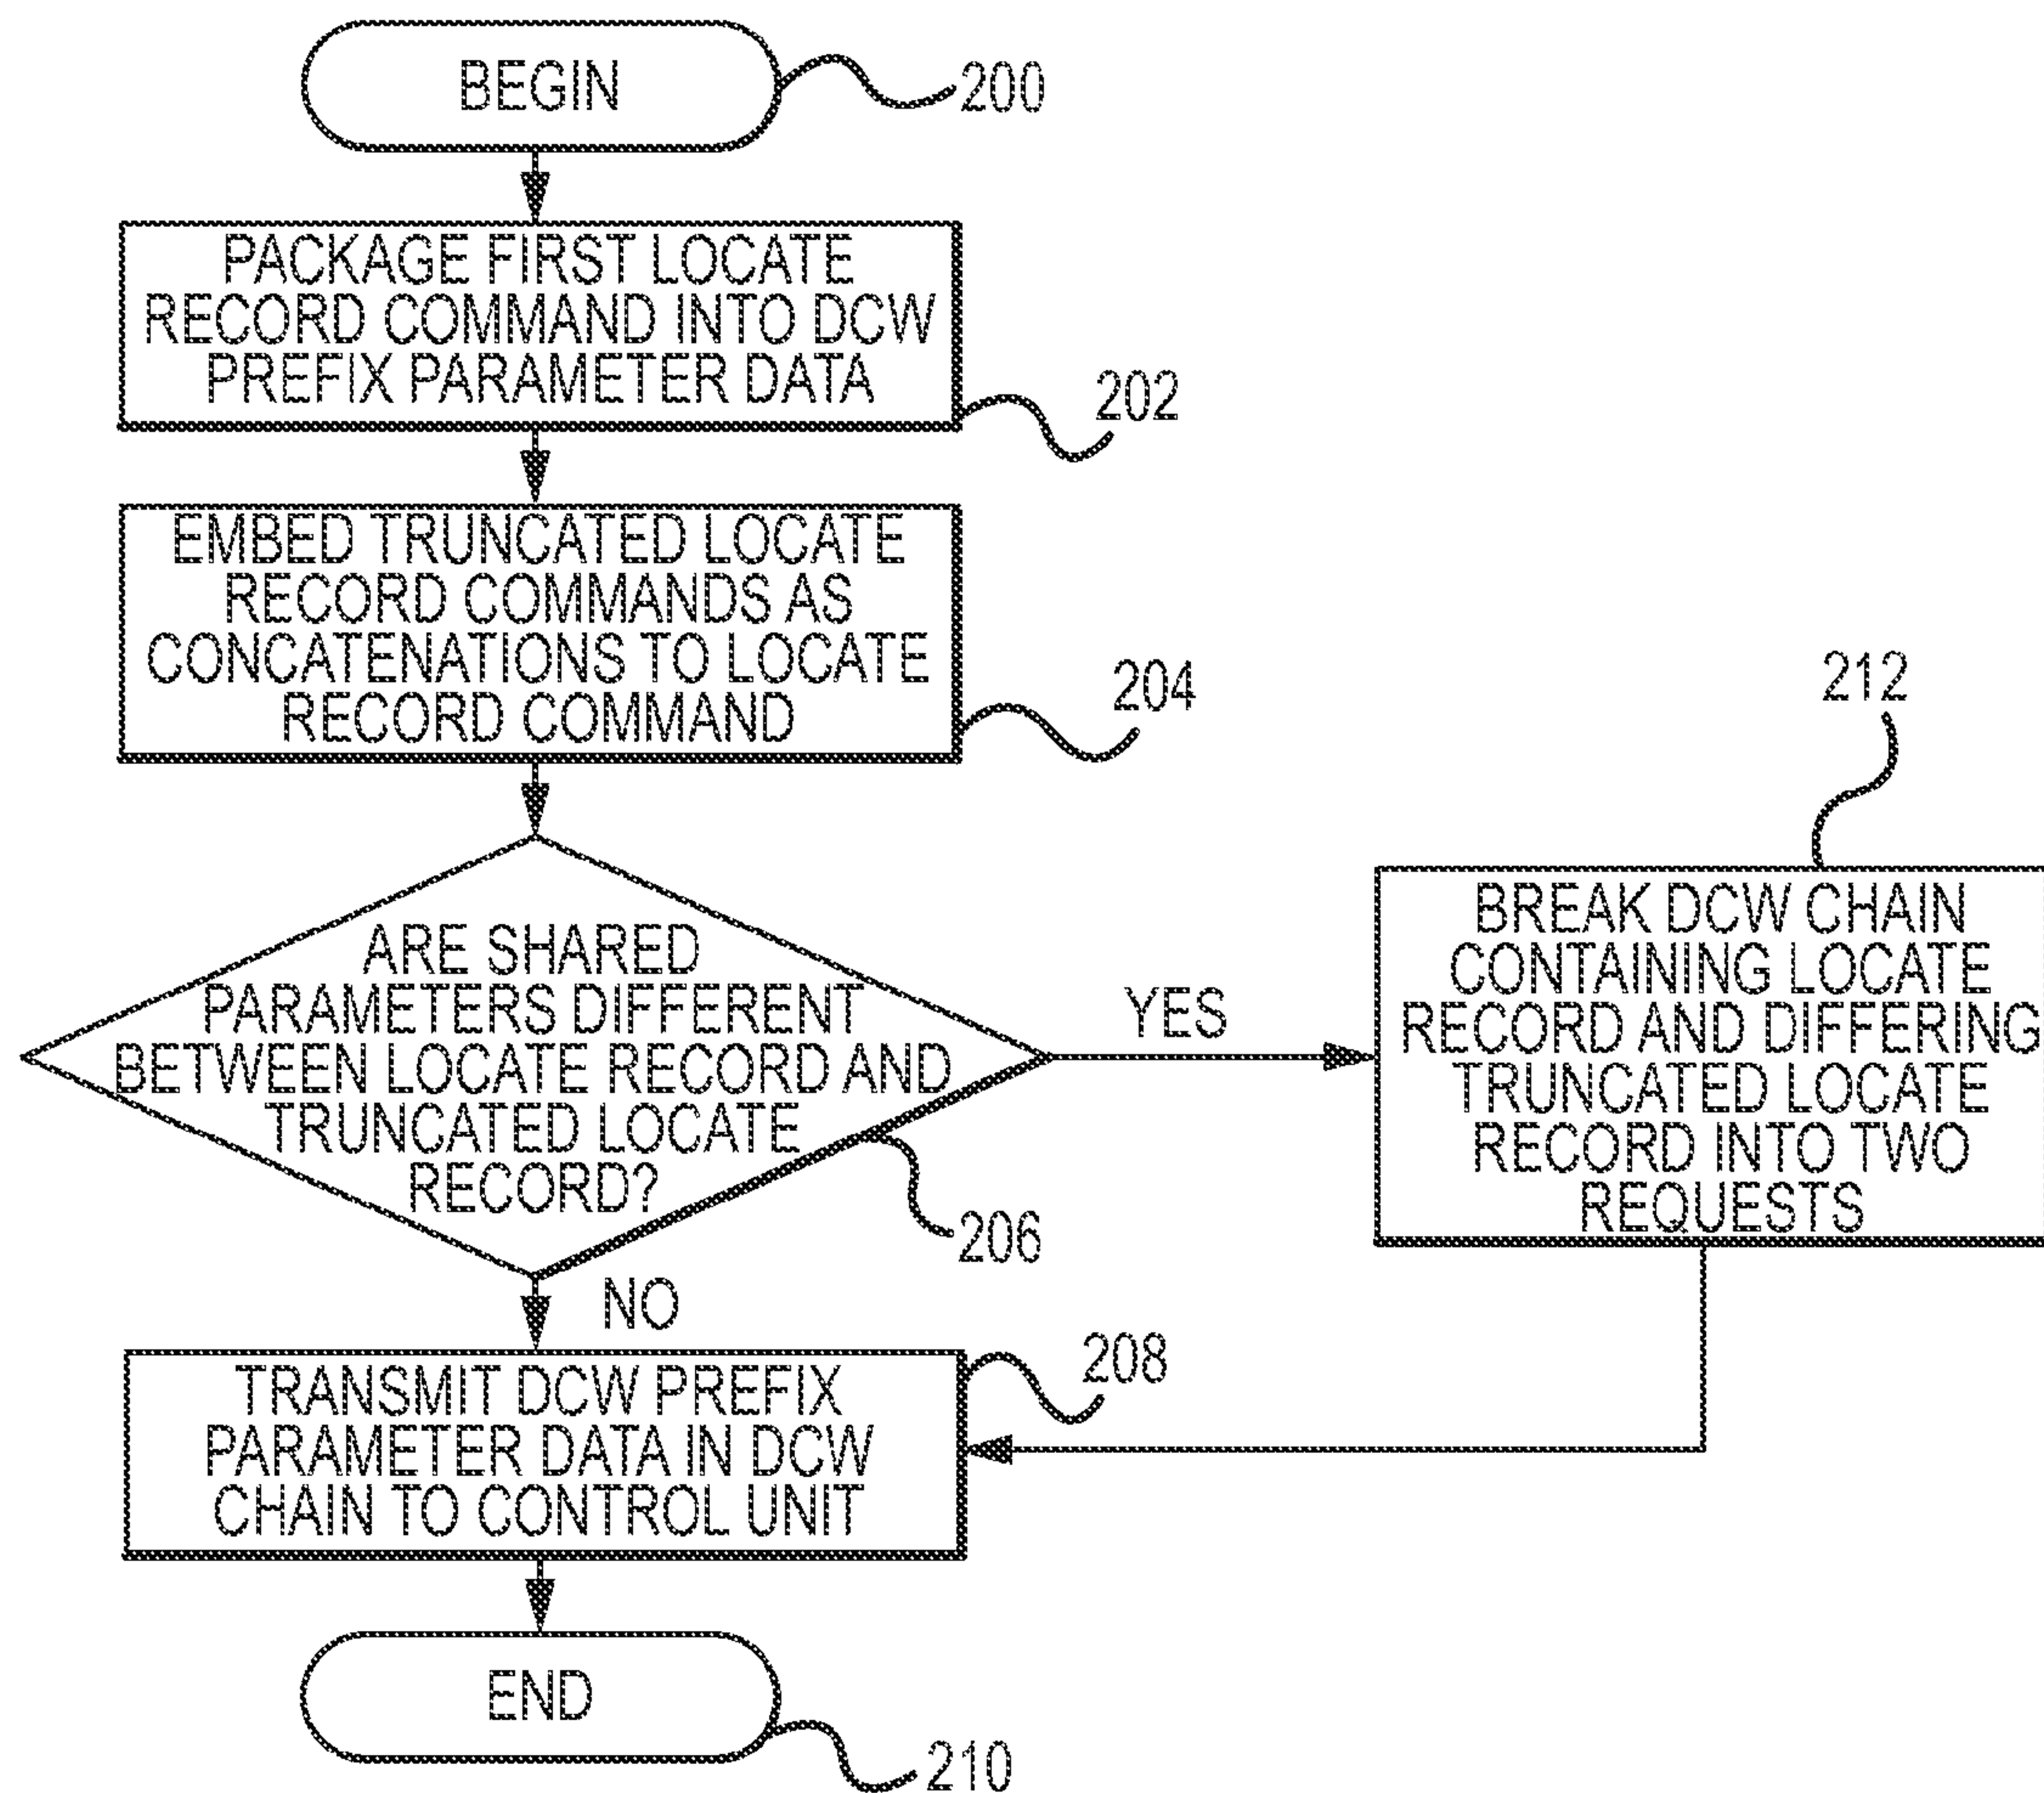 BEGIN
200
PACKAGE FIRST LOCATE
RECORD COMMAND INTO DCW
PREFIX PARAMETER DATA
202
EMBED TRUNCATED LOCATE
RECORD COMMANDS AS
CONCATENATIONS TO LOCATE
RECORD COMMAND
204
ARE SHARED
PARAMETERS DIFFERENT
BETWEEN LOCATE RECORD AND
TRUNCATED LOCATE
RECORD?
206
YES
212
BREAK DCW CHAIN
CONTAINING LOCATE
RECORD AND DIFFERING
TRUNCATED LOCATE
RECORD INTO TWO
REQUESTS
NO
TRANSMIT DCW PREFIX
PARAMETER DATA IN DCW
CHAIN TO CONTROL UNIT
208
END
210